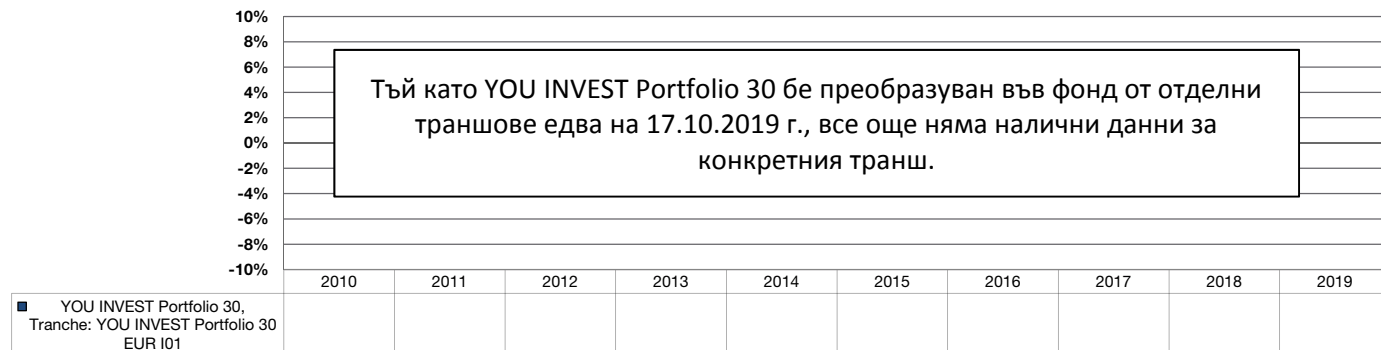 10%
8%
6%
4%
2%
0%
-2%
-4%
-6%
-8%
-10%
Тъй като YOU INVEST Portfolio 30 бе преобразуван във фонд от отделни
траншове едва на 17.10.2019 г., все още няма налични данни за
конкретния транш.
2010 2011 2012 2013 2014 2015 2016 2017 2018 2019
YOU INVEST Portfolio 30,
Tranche: YOU INVEST Portfolio 30
EUR I01